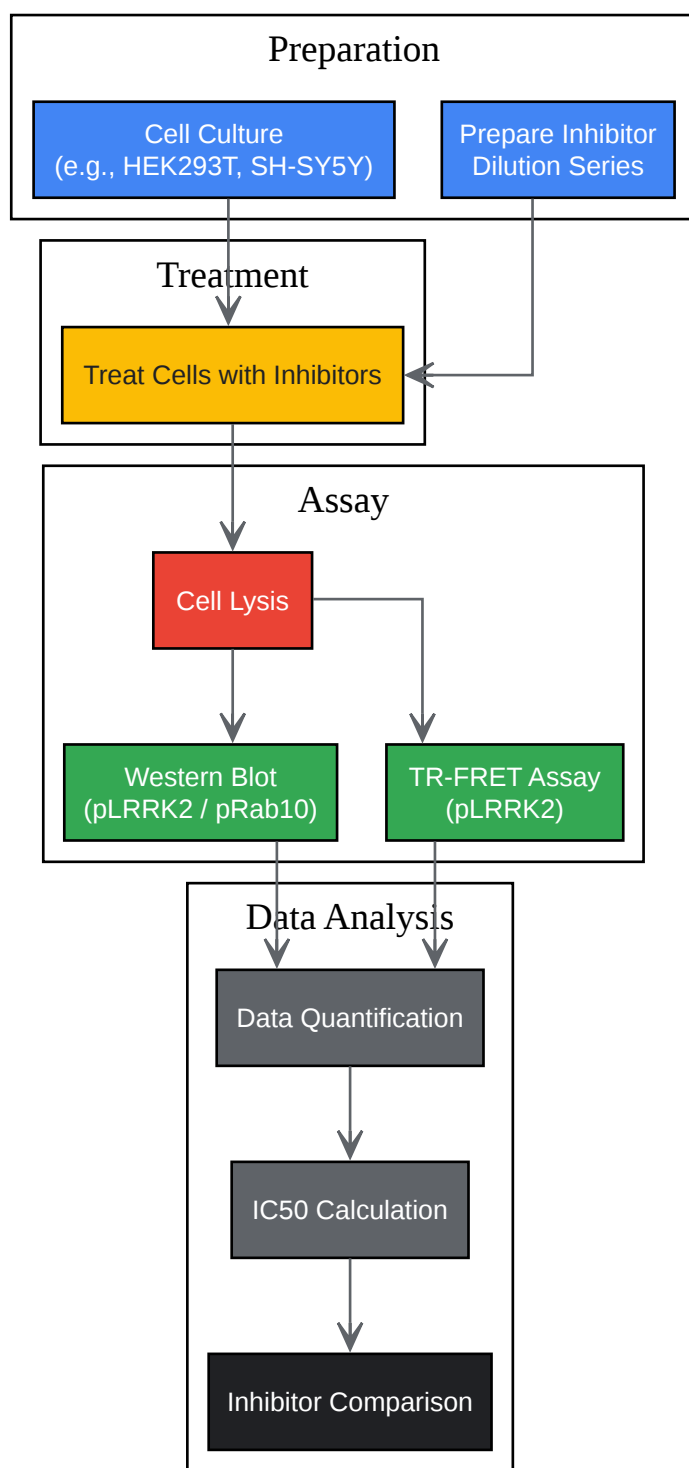 Preparation
Cell Culture
(e.g., HEK293T, SH-SY5Y)
Prepare Inhibitor
Dilution Series
Treatment
Treat Cells with Inhibitors
Assay
Cell Lysis
Western Blot
(pLRRK2 / pRab10)
TR-FRET Assay
(pLRRK2)
Data Analysis
Data Quantification
IC50 Calculation
Inhibitor Comparison